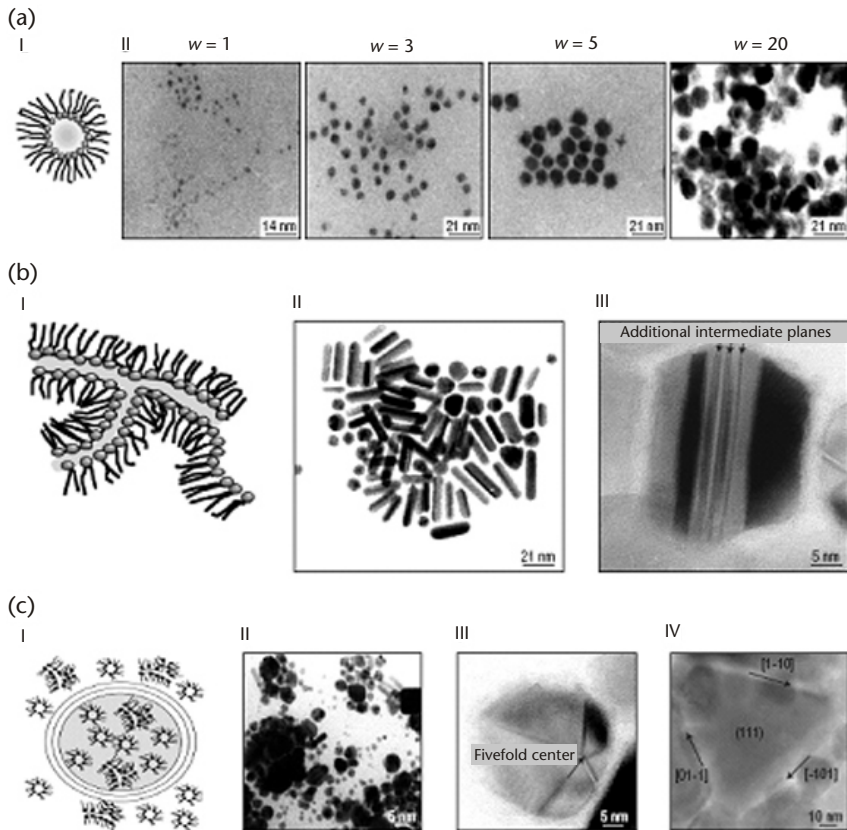 (a)
I II w = 1 w = 3 w = 5 w = 20
14 nm 21 nm 21 nm 21 nm
(b)
I II III
Additional intermediate planes
21 nm 5 nm
(c)
I II III IV
[1-10]
(111)
Fivefold center
[01-1] [-101]
5 nm 5 nm 10 nm